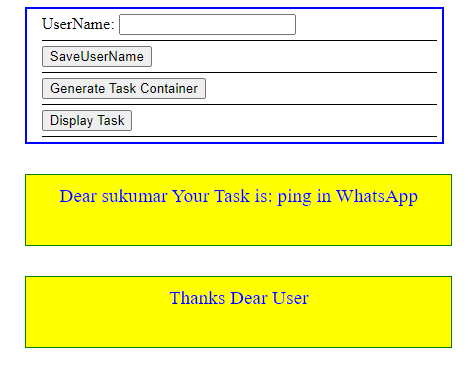 UserName:
SaveUserName
Generate Task Container
Display Task
Dear sukumar Your Task is: ping in WhatsApp
Thanks Dear User